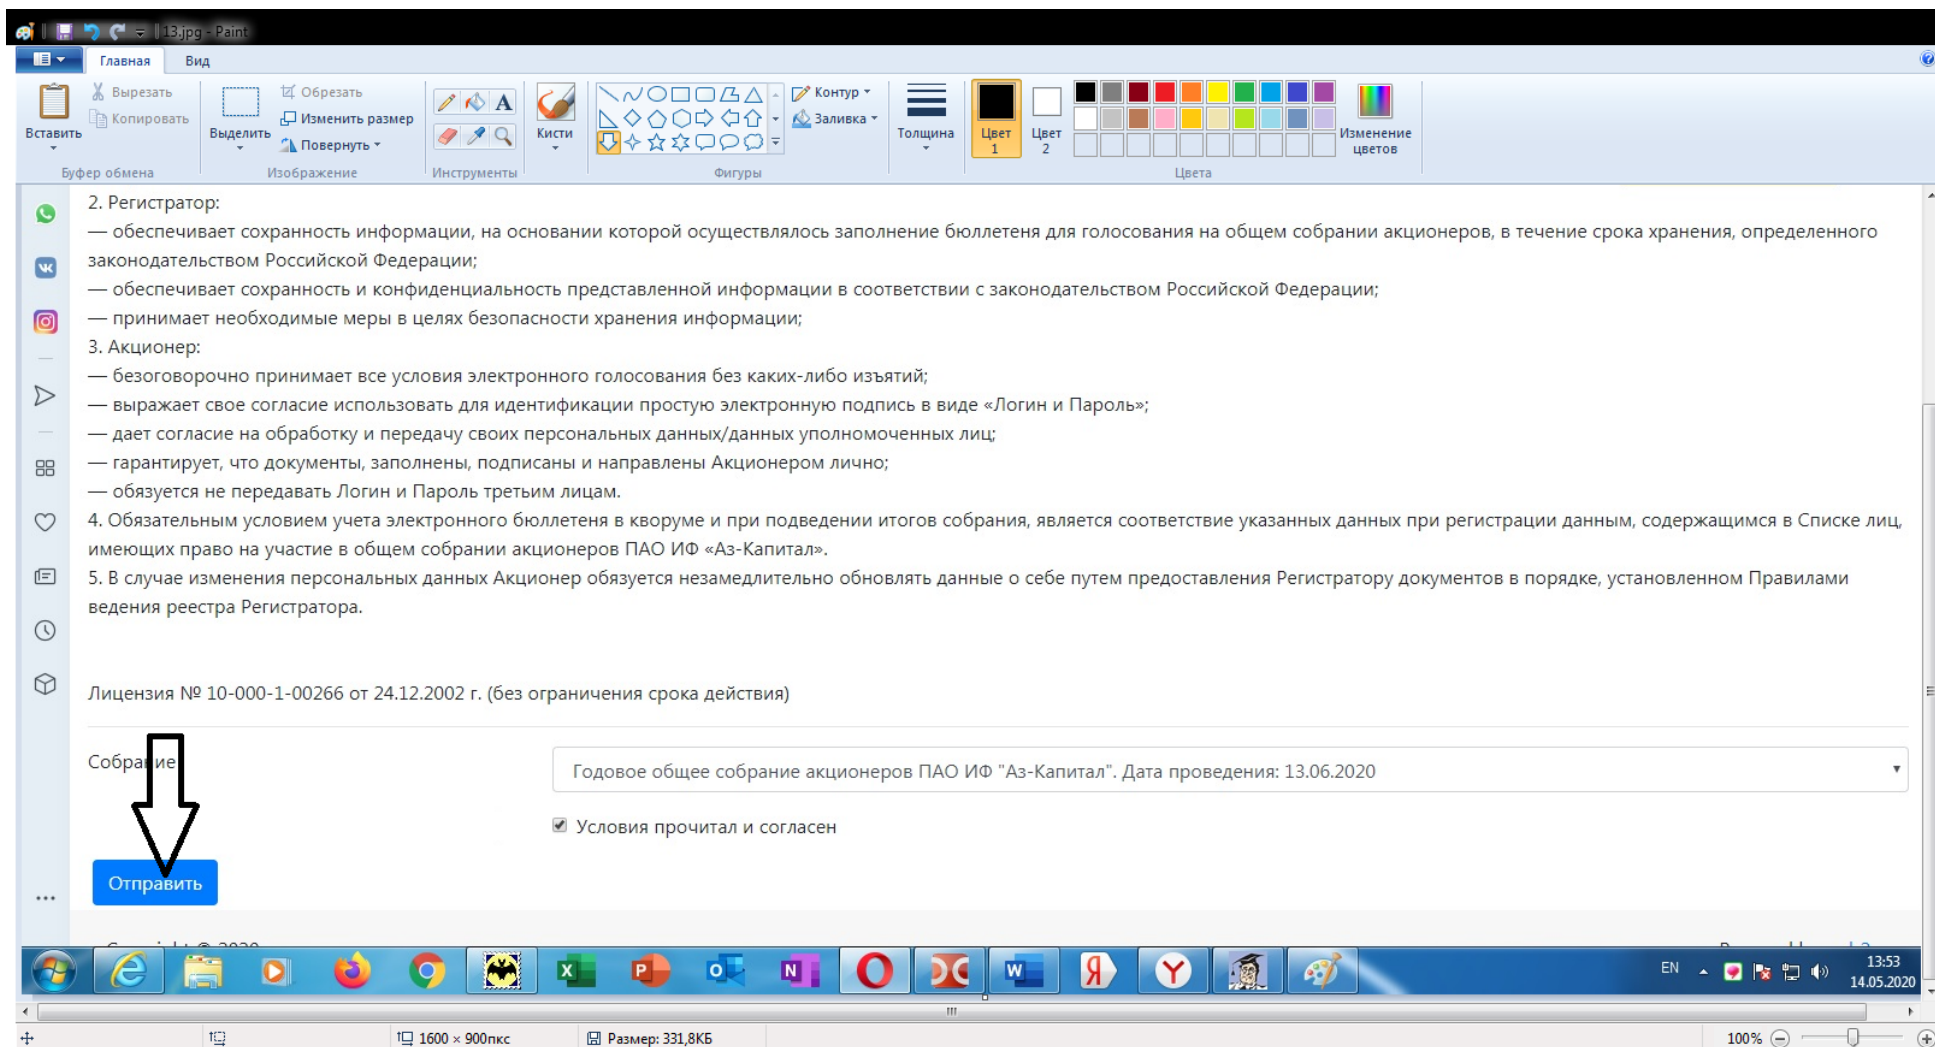 13.jpg - Paint
Главная Вид
Вставить
Вырезать
Копировать
Буфер обмена
Выделить
Обрезать
Изменить размер
Повернуть
Изображение
Инструменты
Кисти
Контур
Заливка
Фигуры
Толщина
Цвет 1
Цвет 2
Изменение цветов
Цвета
2. Регистратор:
— обеспечивает сохранность информации, на основании которой осуществлялось заполнение бюллетеня для голосования на общем собрании акционеров, в течение срока хранения, определенного
законодательством Российской Федерации;
— обеспечивает сохранность и конфиденциальность представленной информации в соответствии с законодательством Российской Федерации;
— принимает необходимые меры в целях безопасности хранения информации;
3. Акционер:
— безоговорочно принимает все условия электронного голосования без каких-либо изъятий;
— выражает свое согласие использовать для идентификации простую электронную подпись в виде «Логин и Пароль»;
— дает согласие на обработку и передачу своих персональных данных/данных уполномоченных лиц;
— гарантирует, что документы, заполнены, подписаны и направлены Акционером лично;
— обязуется не передавать Логин и Пароль третьим лицам.
4. Обязательным условием учета электронного бюллетеня в кворуме и при подведении итогов собрания, является соответствие указанных данных при регистрации данным, содержащимся в Списке лиц,
имеющих право на участие в общем собрании акционеров ПАО ИФ «Аз-Капитал».
5. В случае изменения персональных данных Акционер обязуется незамедлительно обновлять данные о себе путем предоставления Регистратору документов в порядке, установленном Правилами
ведения реестра Регистратора.
Лицензия № 10-000-1-00266 от 24.12.2002 г. (без ограничения срока действия)
Собрание
Годовое общее собрание акционеров ПАО ИФ "Аз-Капитал". Дата проведения: 13.06.2020
Условия прочитал и согласен
Отправить
EN
13:53
14.05.2020
1600 × 900пкс
Размер: 331,8КБ
100%